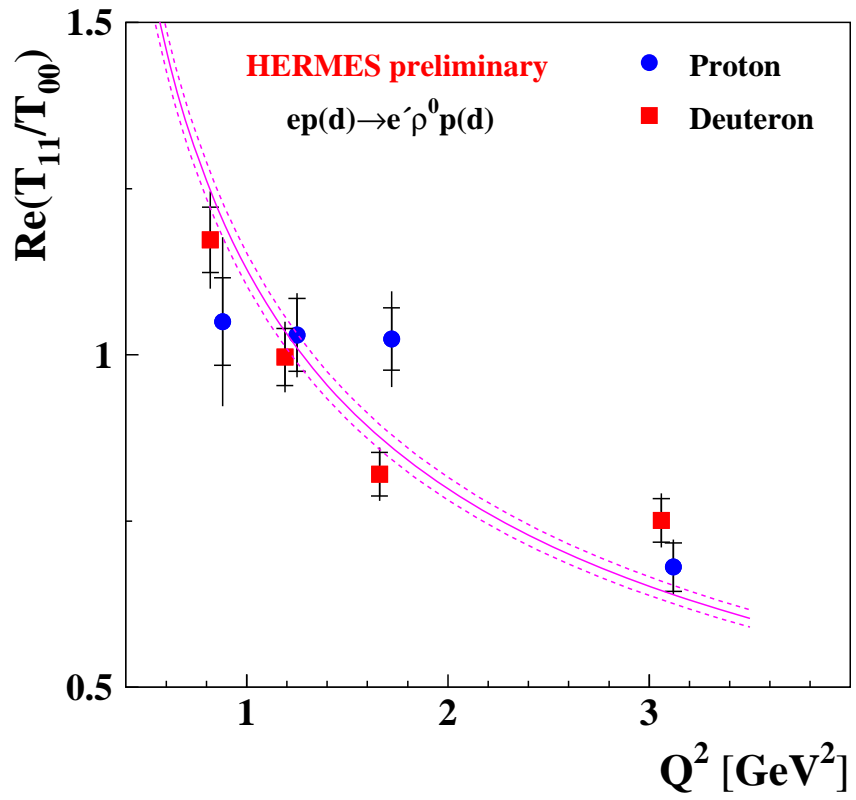 1.5
HERMES preliminary
ep(d)→e´ρ⁰p(d)
Proton
Deuteron
Re(T₁₁/T₀₀)
1
0.5
1 2 3
Q² [GeV²]